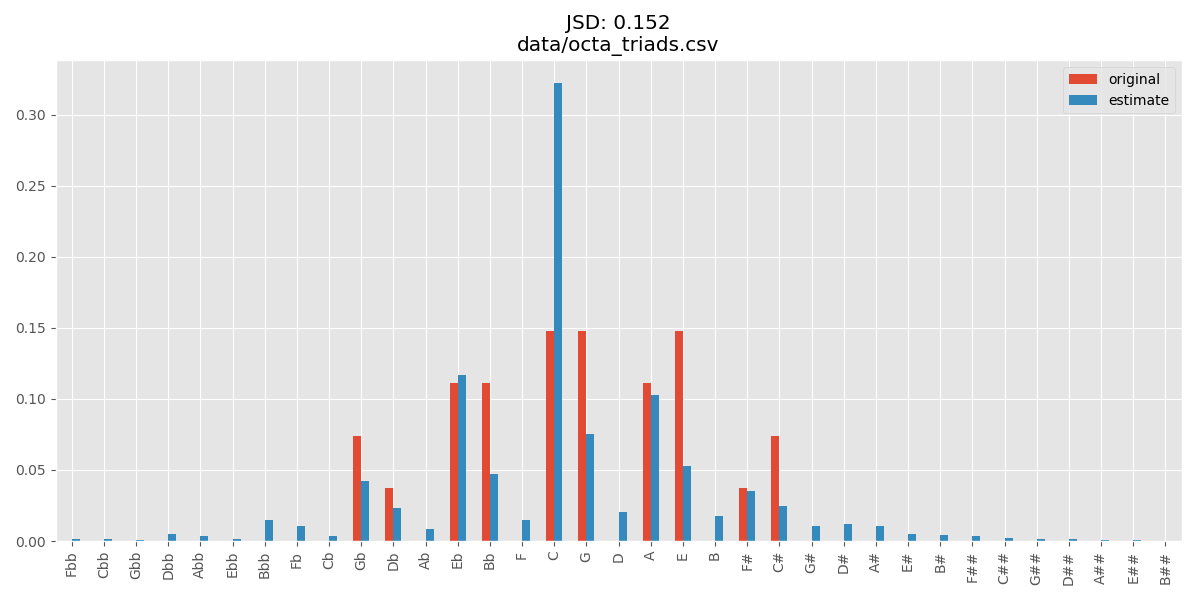 JSD: 0.152
data/octa_triads.csv
original
estimate
0.30
0.25
0.20
0.15
0.10
0.05
0.00
Fbb
Cbb
Gbb
Dbb
Abb
Ebb
Bbb
Fb
Cb
Gb
Db
Ab
Eb
Bb
F
C
G
D
A
E
B
F#
C#
G#
D#
A#
E#
B#
F##
C##
G##
D##
A##
E##
B##